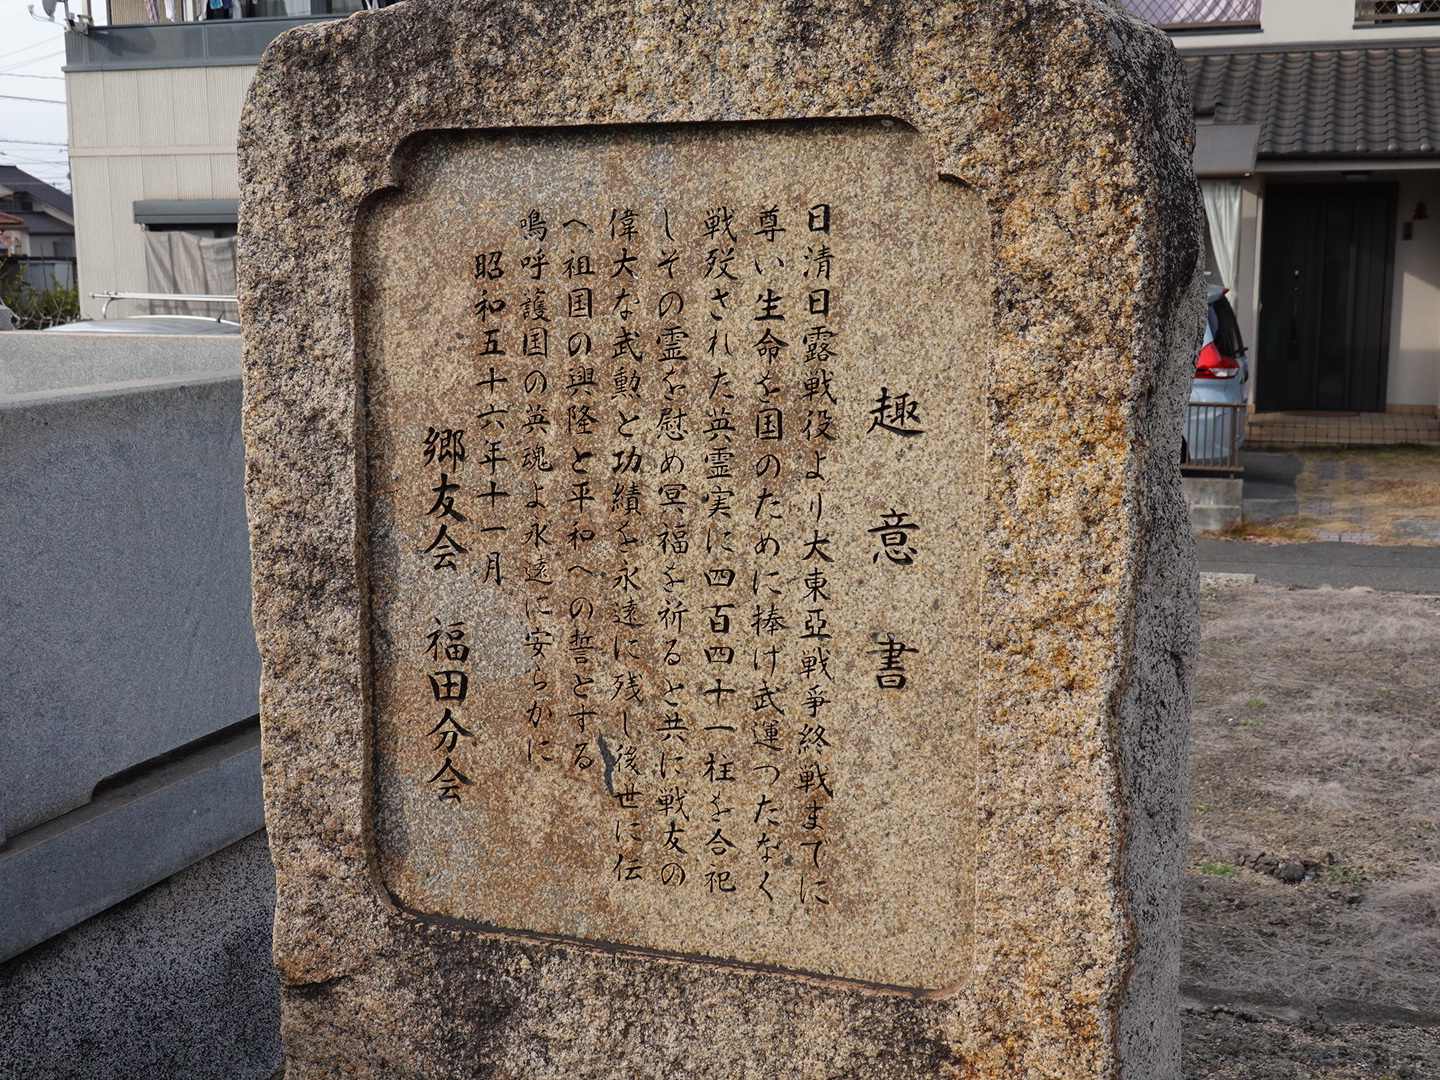 趣意書
日清日露戦役より大東亞戦爭終戦までに
尊い生命を国のために捧げ武運つたなく
戦歿された英霊実に四百四十一柱を合祀
しその霊を慰め冥福を祈ると共に戦友の
偉大な武勲と功績を永遠に残し後世に伝
へ祖国の興隆と平和への誓とする
鳴呼護国の英魂よ永遠に安らかに
昭和五十六年十一月
郷友会 福田分会